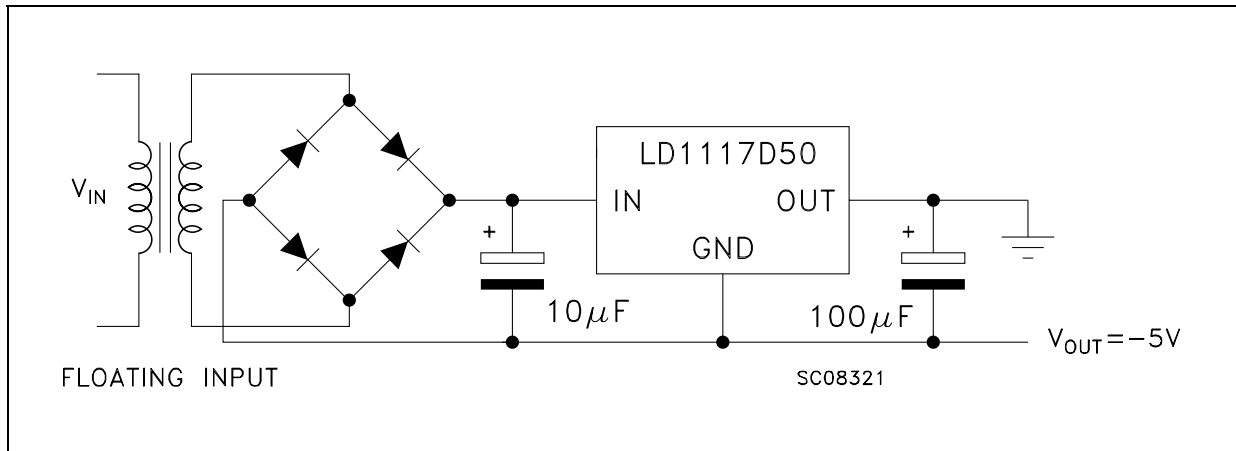 LD1117D50
V_IN
IN
OUT
+
+
GND
10μF
100μF
V_OUT=-5V
FLOATING INPUT
SC08321